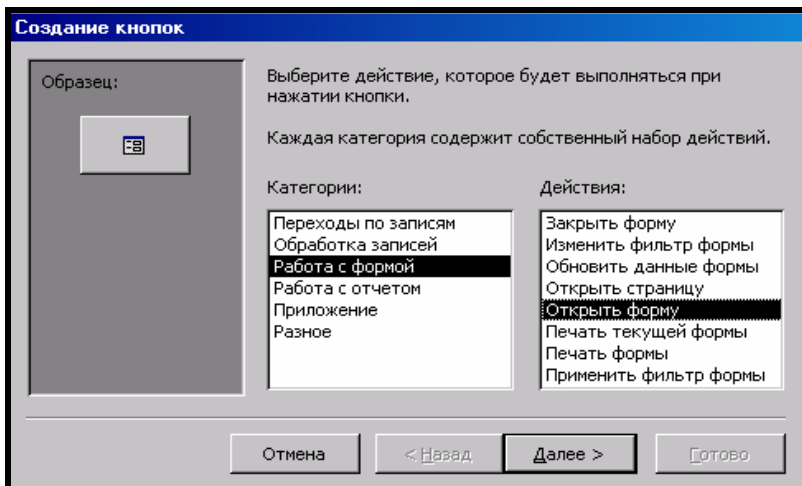 Создание кнопок
Образец:
Выберите действие, которое будет выполняться при
нажатии кнопки.
Каждая категория содержит собственный набор действий.
Категории:
Действия:
Переходы по записям
Обработка записей
Работа с формой
Работа с отчетом
Приложение
Разное
Закрыть форму
Изменить фильтр формы
Обновить данные формы
Открыть страницу
Открыть форму
Печать текущей формы
Печать формы
Применить фильтр формы
Отмена
< Назад
Далее >
Готово